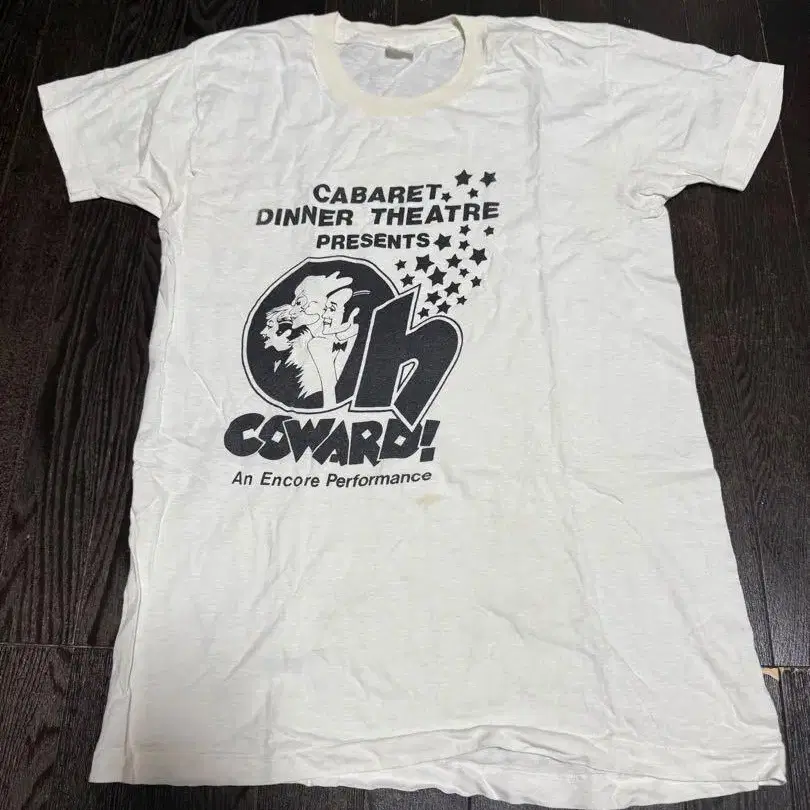 CABARET
DINNER THEATRE
PRESENTS
Oh
COWARD!
An Encore Performance